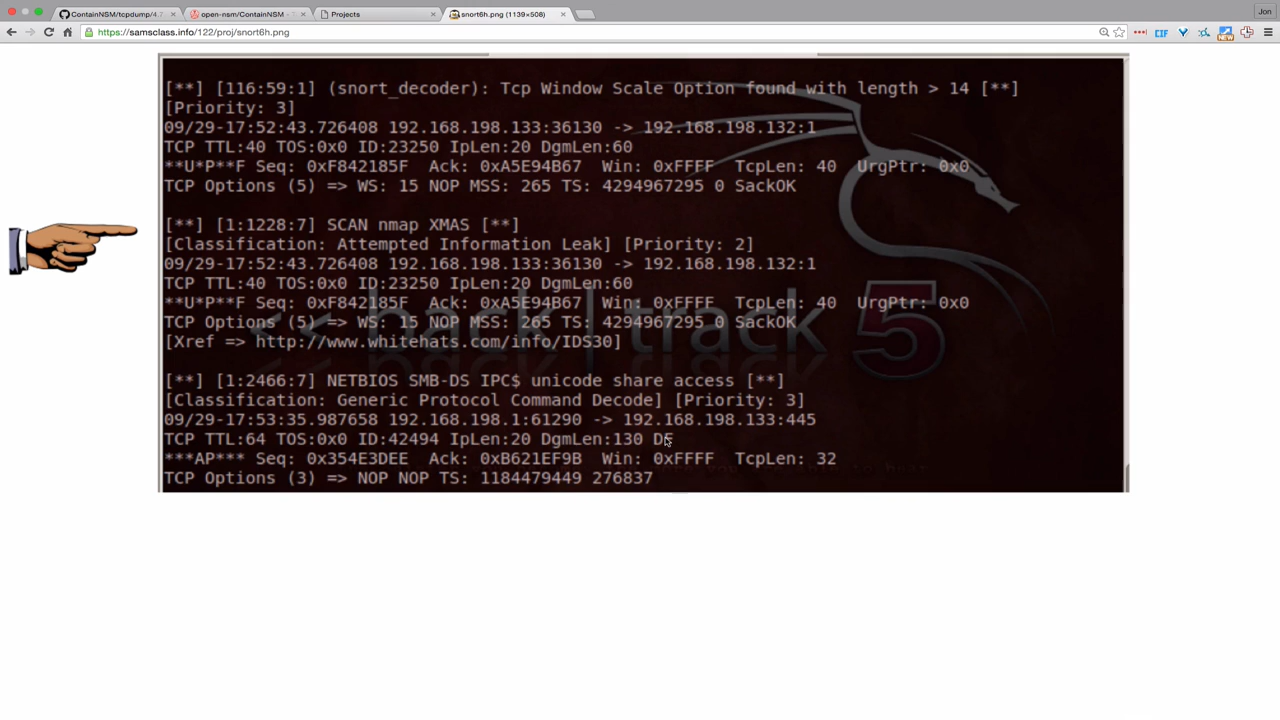 ContainNSM/tcpdump/4.7
open-nsm/ContainNSM - T
Projects
snort6h.png (1139×508)
Jon
https://samsclass.info/122/proj/snort6h.png
CIF
NEW
[**] [116:59:1] (snort_decoder): Tcp Window Scale Option found with length > 14 [**]
[Priority: 3]
09/29-17:52:43.726408 192.168.198.133:36130 -> 192.168.198.132:1
TCP TTL:40 TOS:0x0 ID:23250 IpLen:20 DgmLen:60
**U*P**F Seq: 0xF842185F  Ack: 0xA5E94B67  Win: 0xFFFF  TcpLen: 40  UrgPtr: 0x0
TCP Options (5) => WS: 15 NOP MSS: 265 TS: 4294967295 0 SackOK
[**] [1:1228:7] SCAN nmap XMAS [**]
[Classification: Attempted Information Leak] [Priority: 2]
09/29-17:52:43.726408 192.168.198.133:36130 -> 192.168.198.132:1
TCP TTL:40 TOS:0x0 ID:23250 IpLen:20 DgmLen:60
**U*P**F Seq: 0xF842185F  Ack: 0xA5E94B67  Win: 0xFFFF  TcpLen: 40  UrgPtr: 0x0
TCP Options (5) => WS: 15 NOP MSS: 265 TS: 4294967295 0 SackOK
<< back | track 5
[Xref => http://www.whitehats.com/info/IDS30]
[**] [1:2466:7] NETBIOS SMB-DS IPC$ unicode share access [**]
[Classification: Generic Protocol Command Decode] [Priority: 3]
09/29-17:53:35.987658 192.168.198.1:61290 -> 192.168.198.133:445
TCP TTL:64 TOS:0x0 ID:42494 IpLen:20 DgmLen:130 DF
***AP*** Seq: 0x354E3DEE  Ack: 0xB621EF9B  Win: 0xFFFF  TcpLen: 32
TCP Options (3) => NOP NOP TS: 1184479449 276837